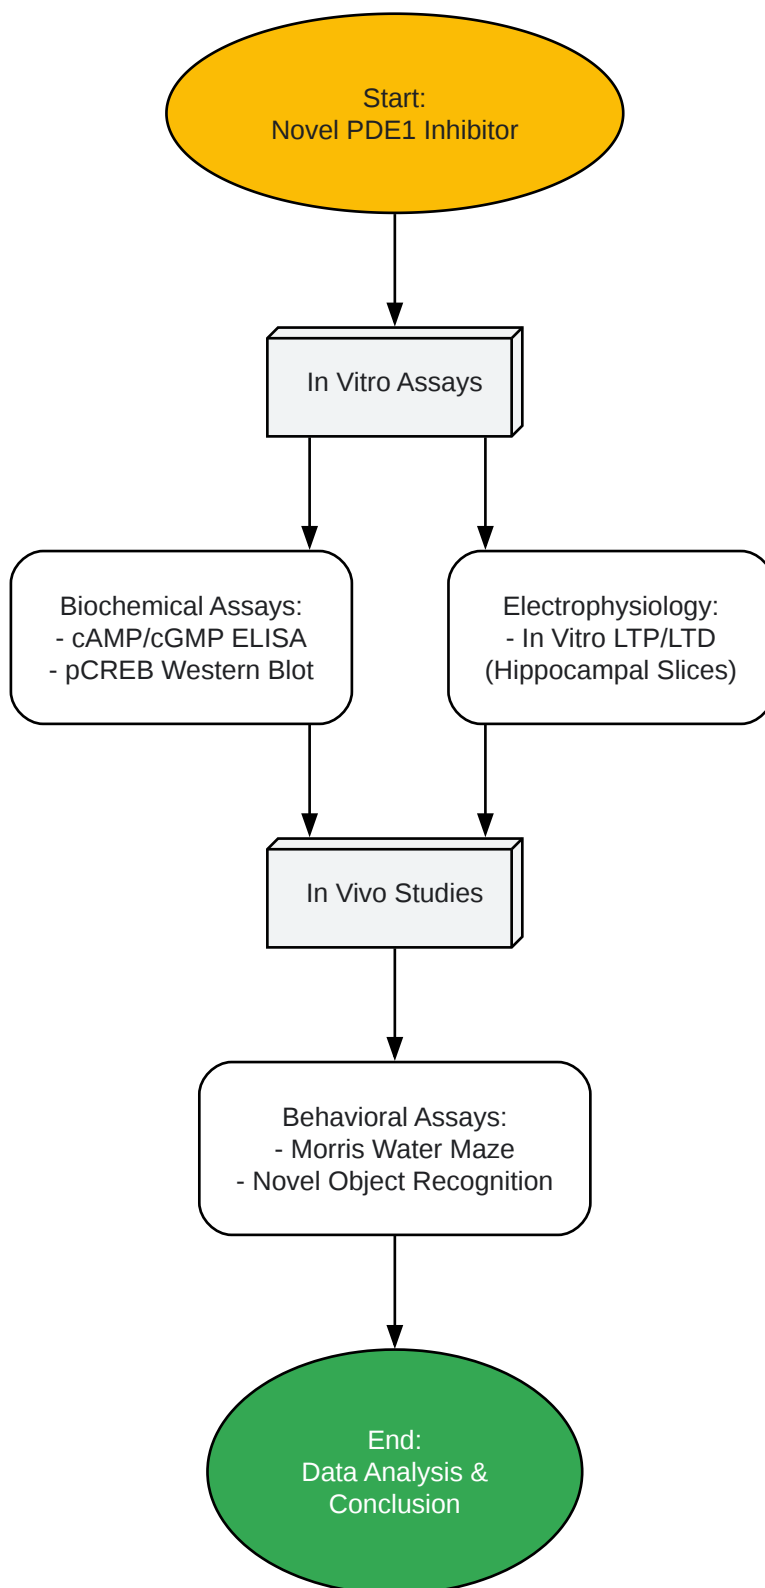 Start:
Novel PDE1 Inhibitor
In Vitro Assays
Biochemical Assays:
- cAMP/cGMP ELISA
- pCREB Western Blot
Electrophysiology:
- In Vitro LTP/LTD
(Hippocampal Slices)
In Vivo Studies
Behavioral Assays:
- Morris Water Maze
- Novel Object Recognition
End:
Data Analysis &
Conclusion